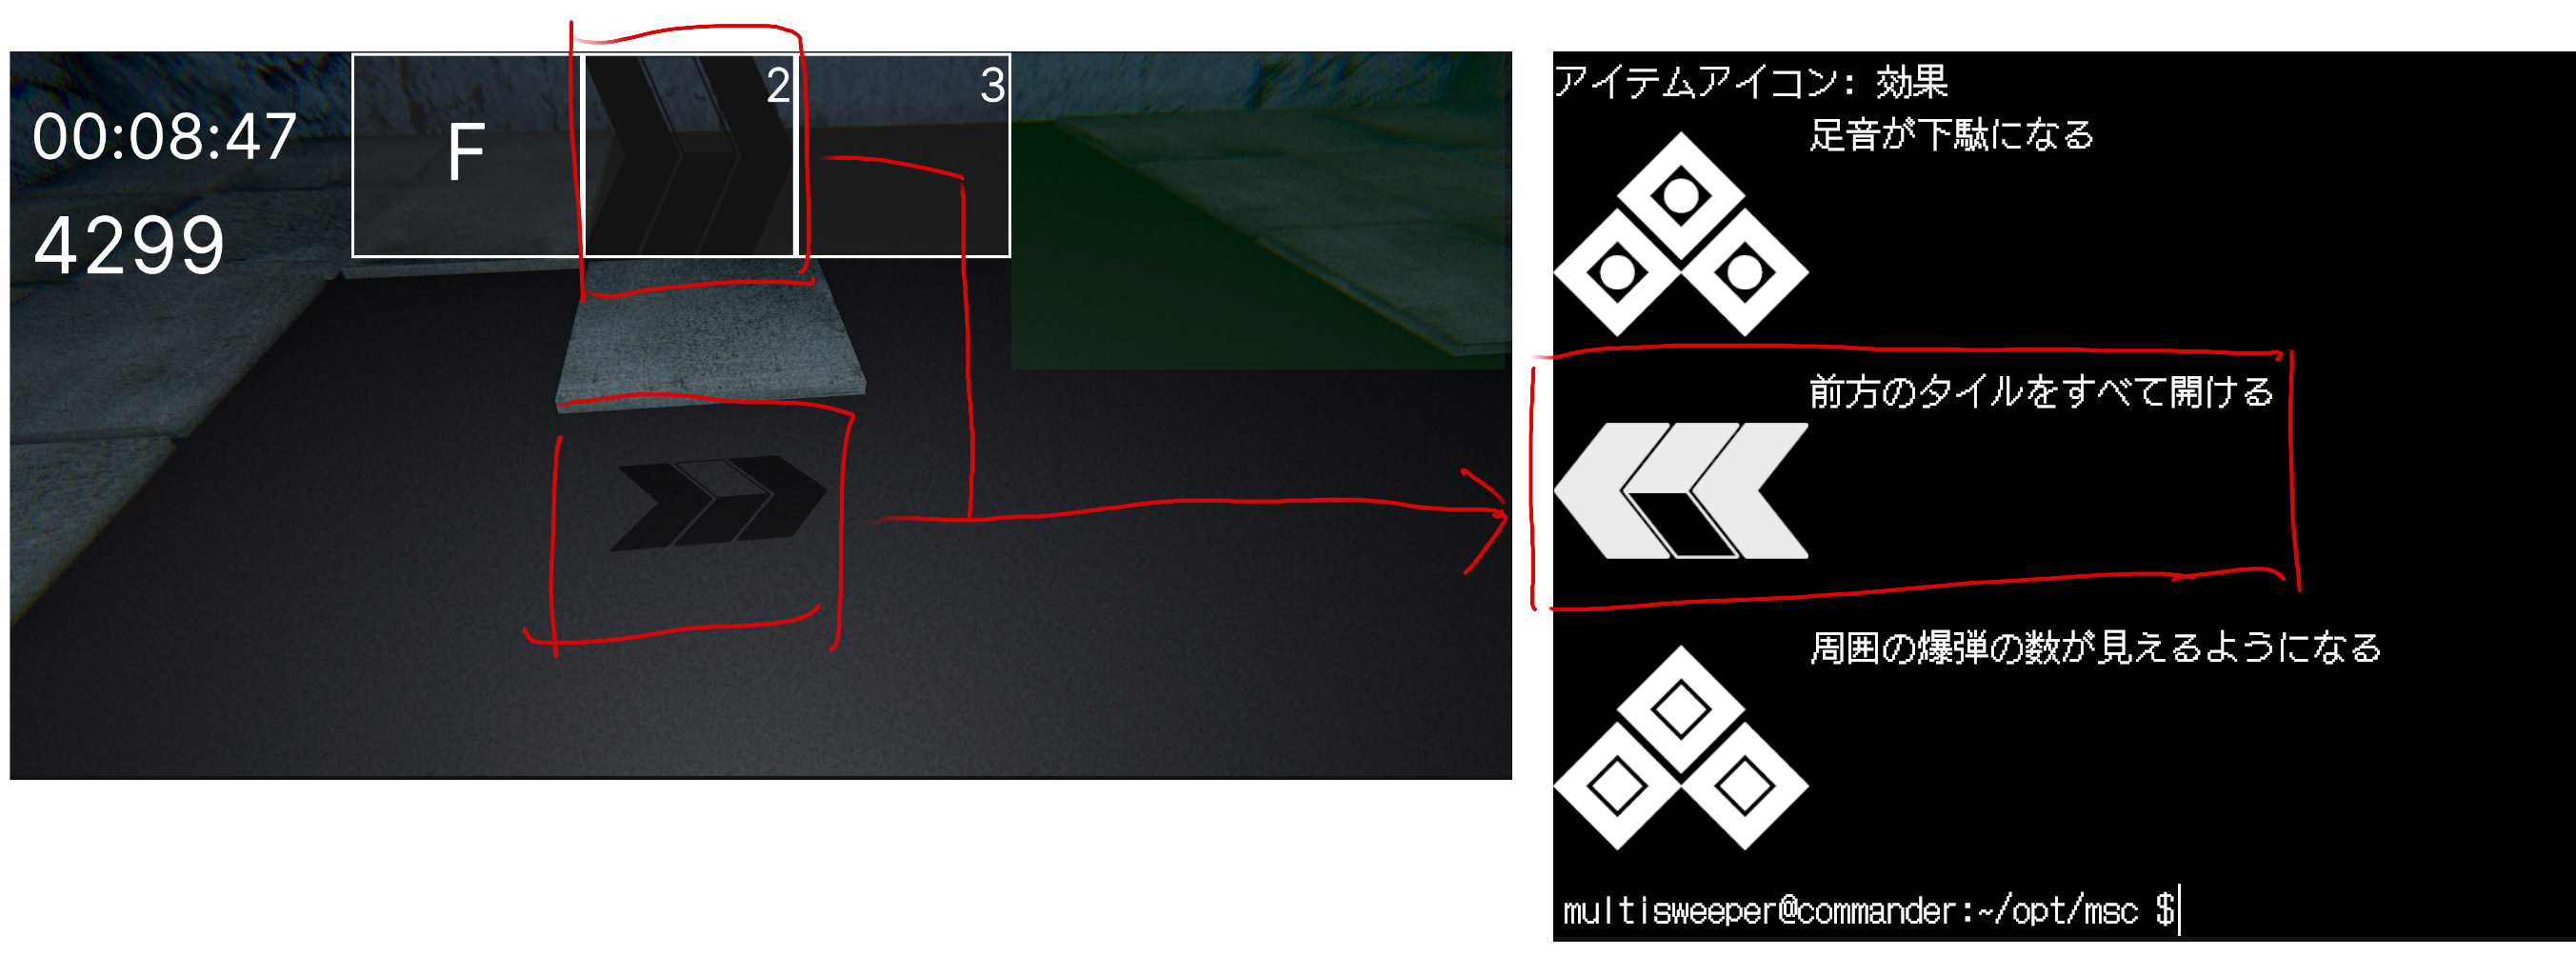 00:08:47
4299
F
2
3
アイテムアイコン: 効果
足音が下駄になる
前方のタイルをすべて開ける
周囲の爆弾の数が見えるようになる
multisweeper@commander:~/opt/msc $